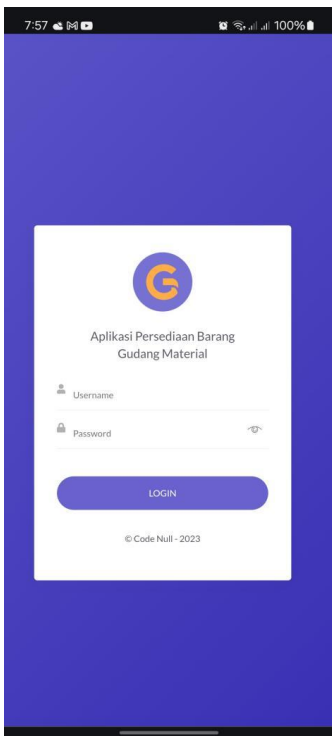 7:57 100%
G
Aplikasi Persediaan Barang
Gudang Material
Username
Password
LOGIN
© Code Null - 2023